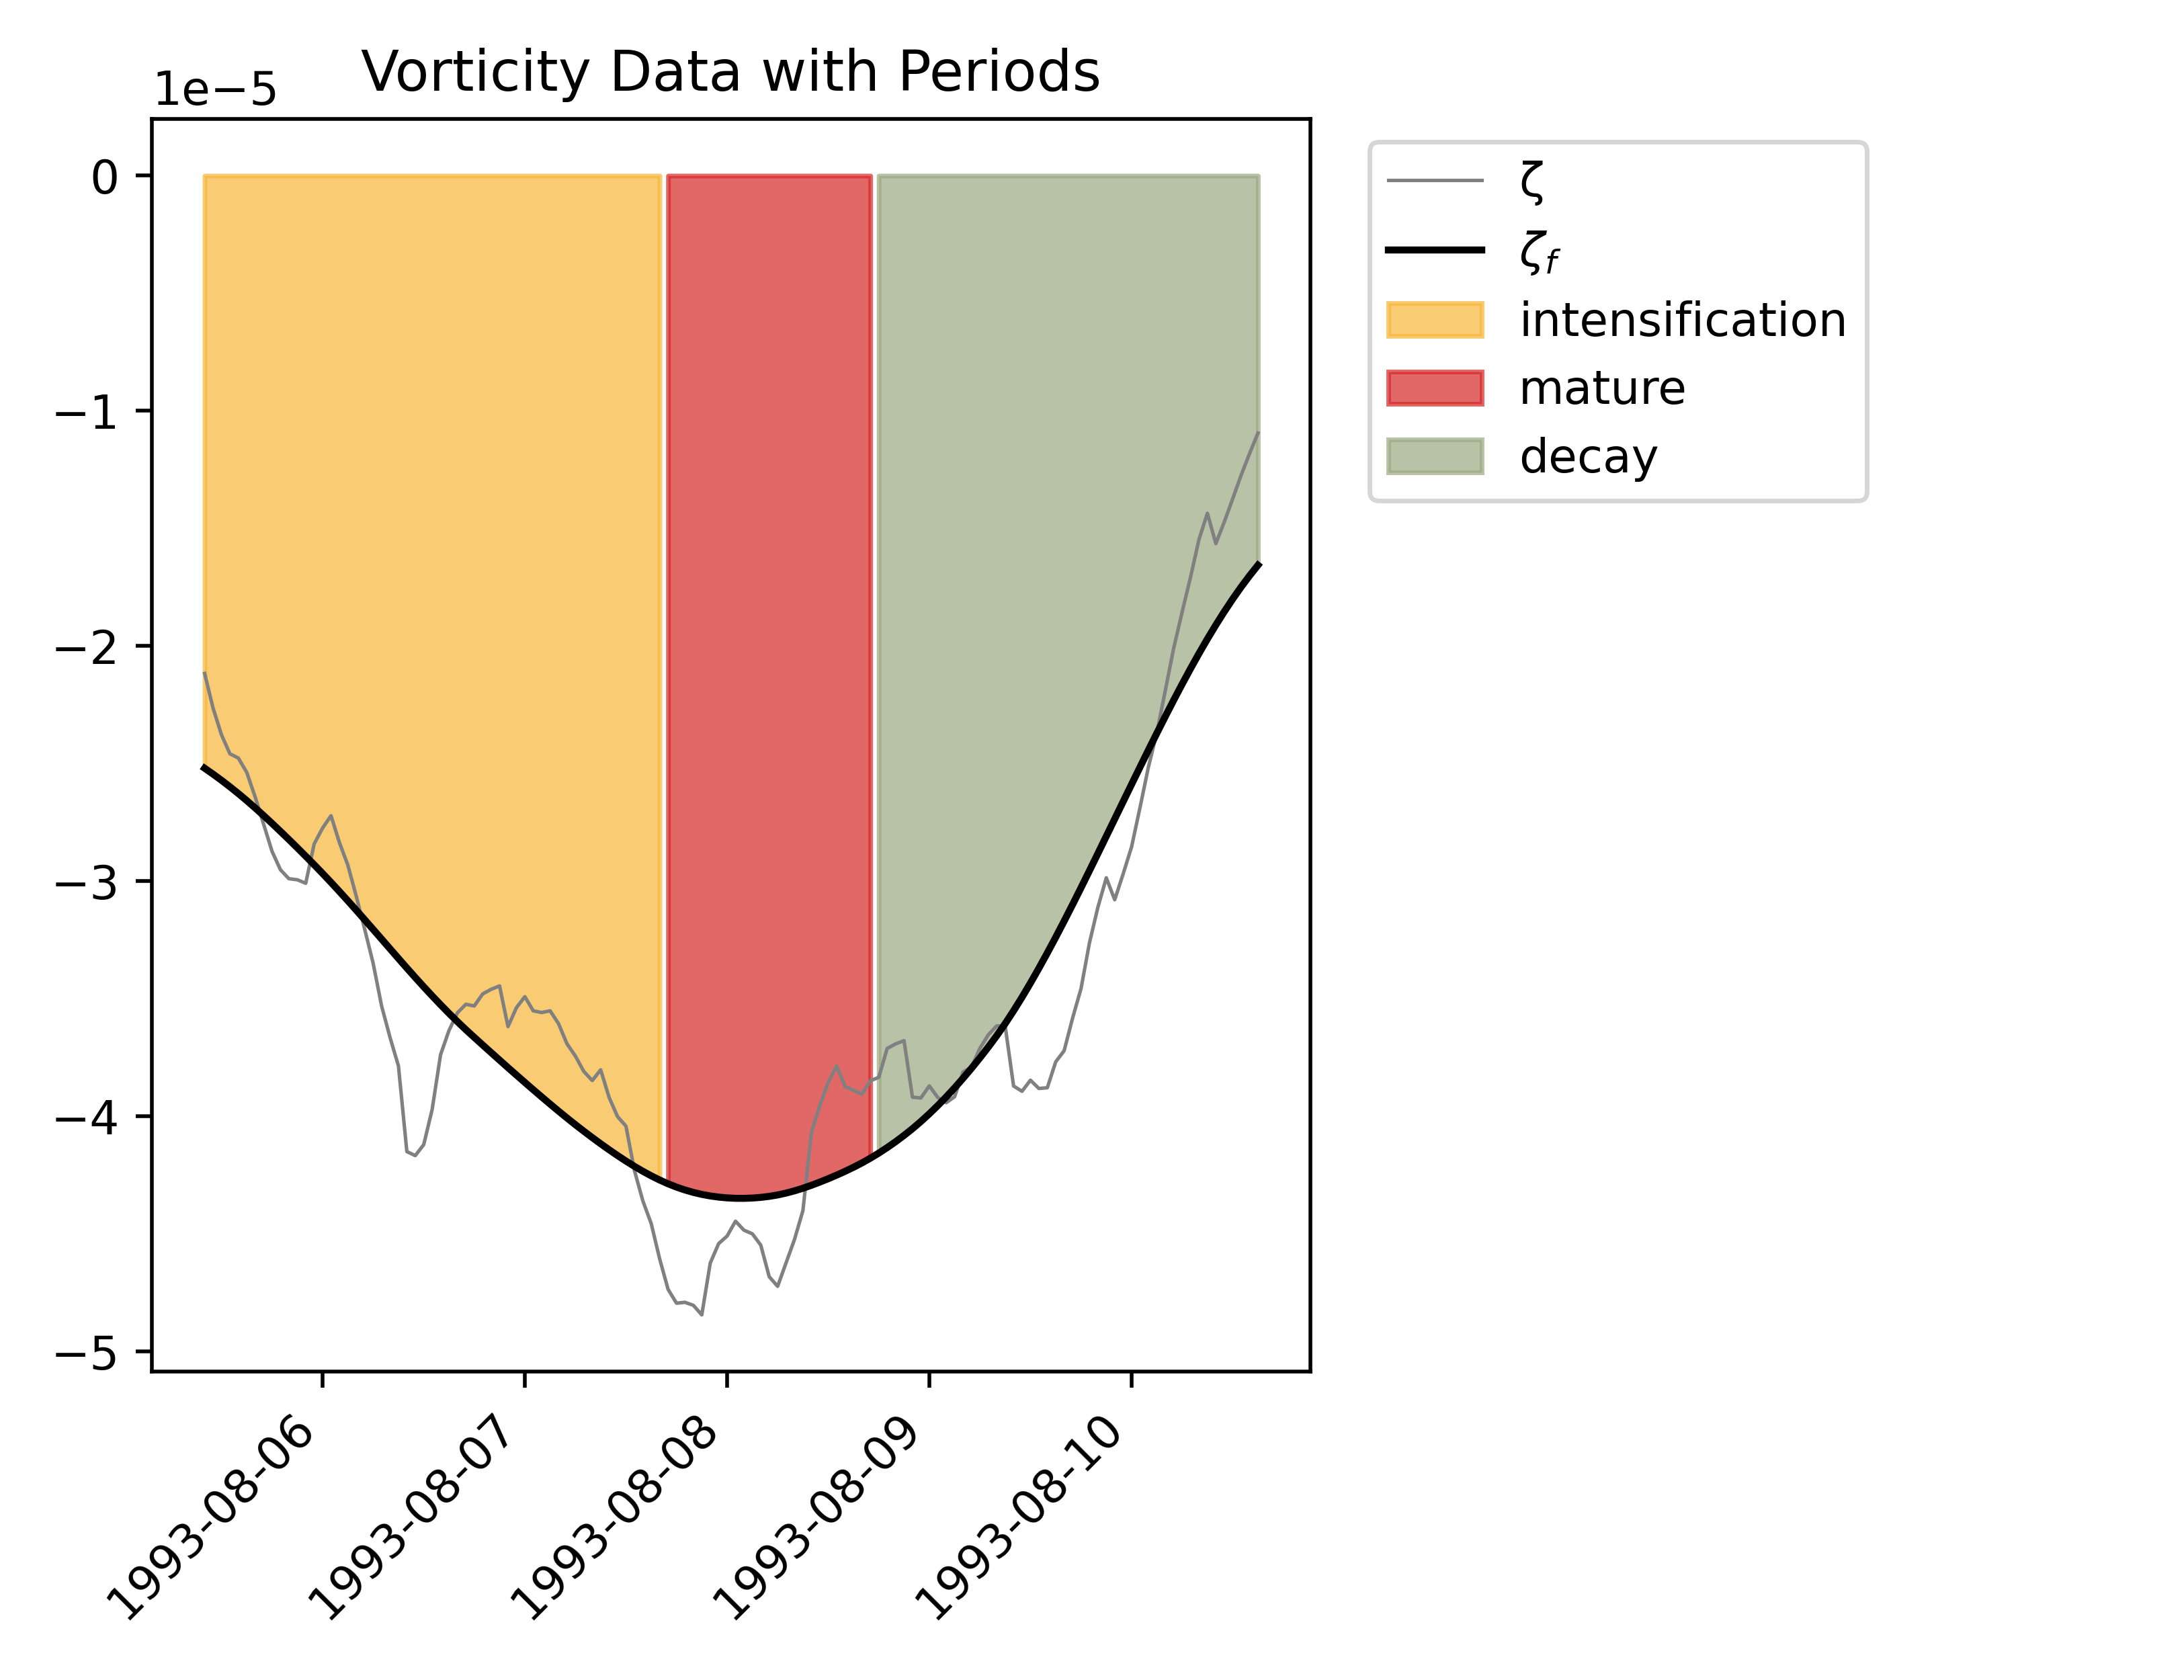 Vorticity Data with Periods
1e−5
0
−1
−2
−3
−4
−5
1993-08-06
1993-08-07
1993-08-08
1993-08-09
1993-08-10
ζ
ζf
intensification
mature
decay